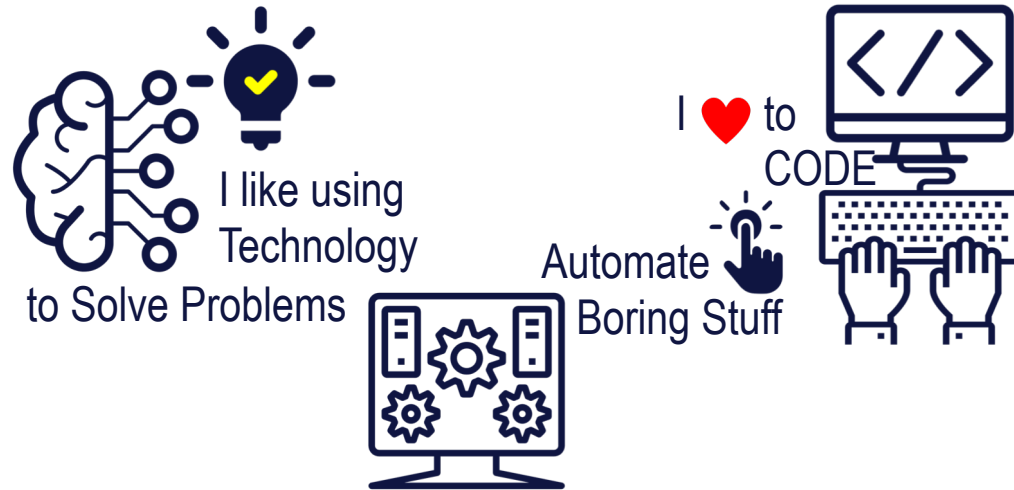 I like using
Technology
to Solve Problems
I ❤ to
CODE
Automate
Boring Stuff
</>